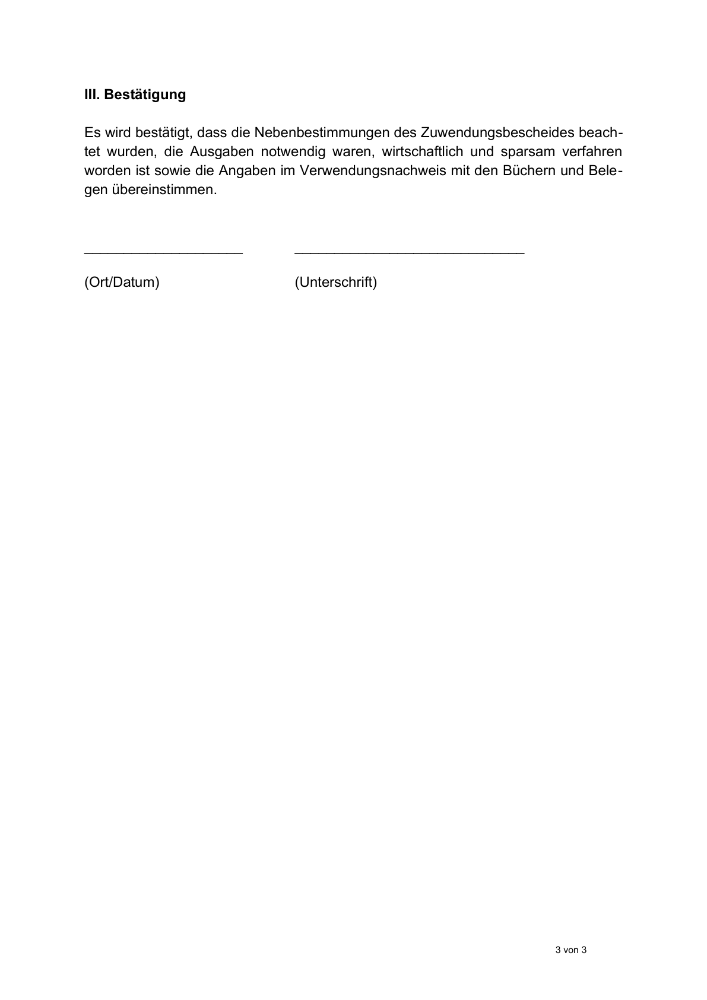 III. Bestätigung
Es wird bestätigt, dass die Nebenbestimmungen des Zuwendungsbescheides beach-
tet wurden, die Ausgaben notwendig waren, wirtschaftlich und sparsam verfahren
worden ist sowie die Angaben im Verwendungsnachweis mit den Büchern und Bele-
gen übereinstimmen.
____________________ _____________________________
(Ort/Datum) (Unterschrift)
3 von 3